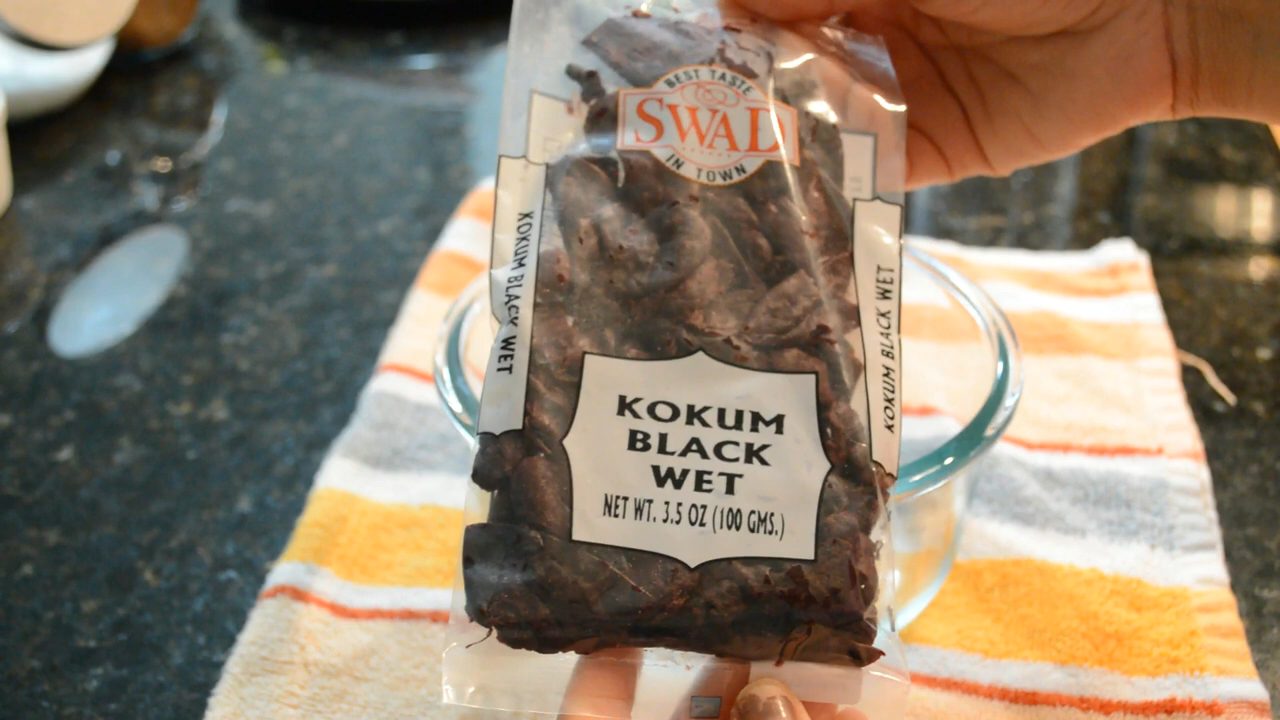 BEST TASTE
SWAD
IN TOWN
KOKUM BLACK WET
KOKUM BLACK WET
KOKUM
BLACK
WET
NET WT. 3.5 OZ (100 GMS.)